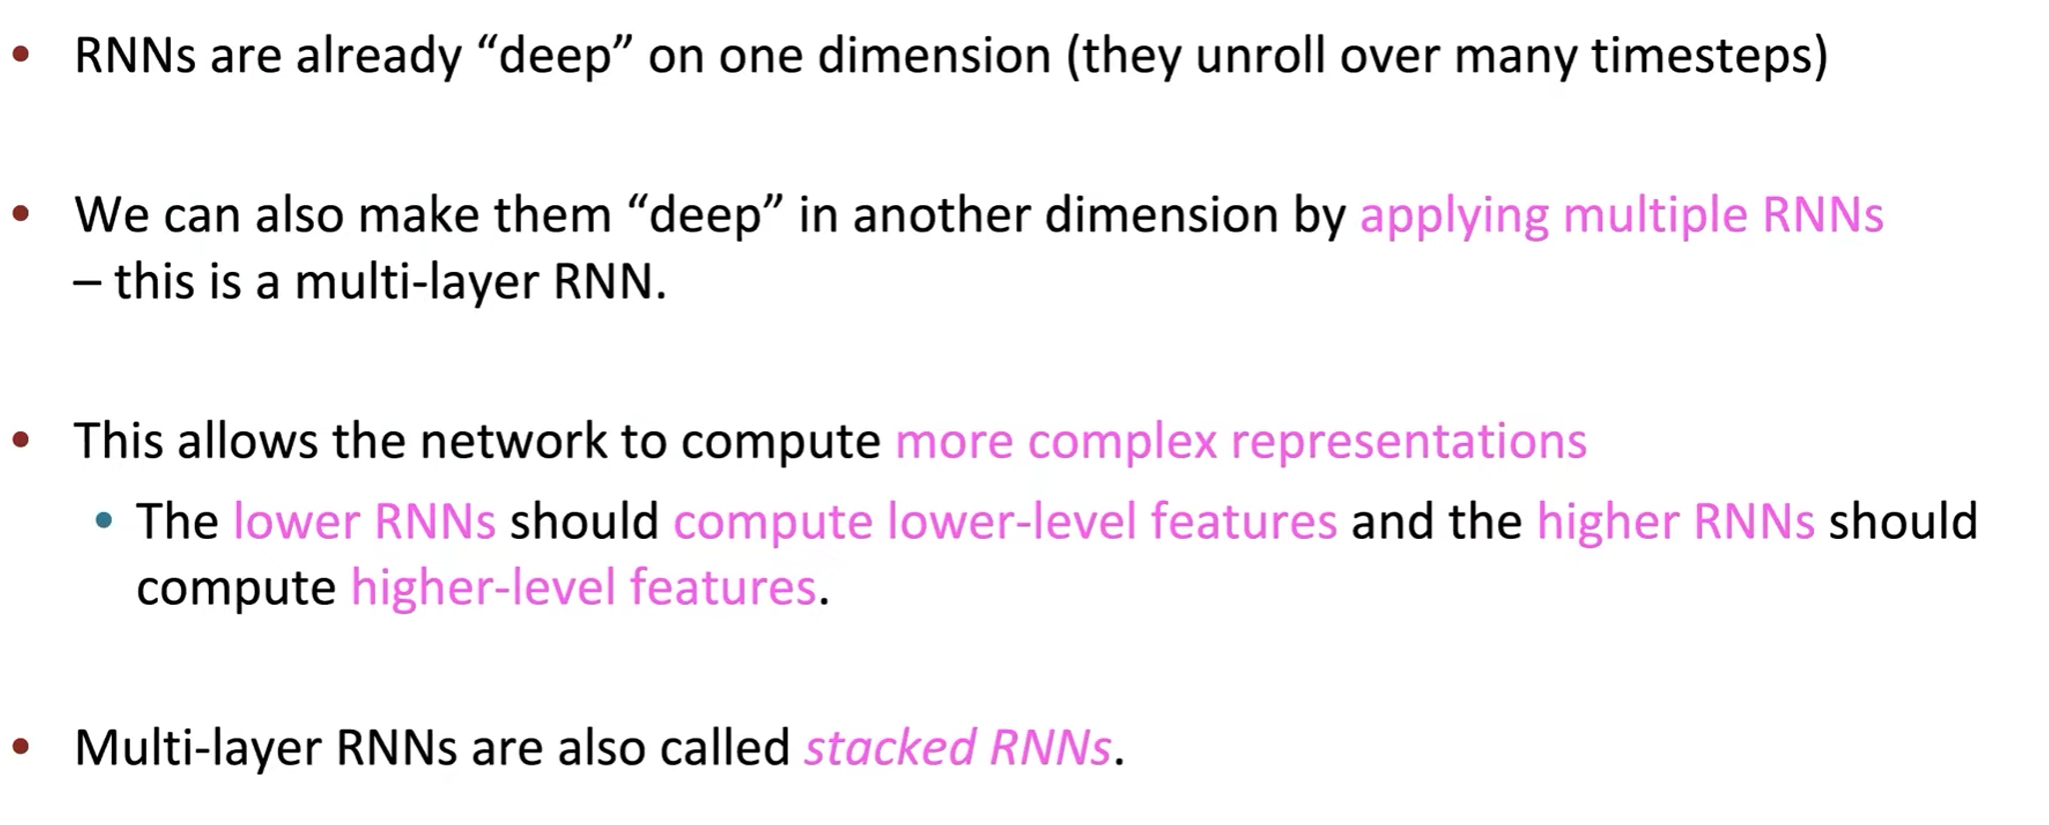 • RNNs are already “deep” on one dimension (they unroll over many timesteps)
• We can also make them “deep” in another dimension by applying multiple RNNs
– this is a multi-layer RNN.
• This allows the network to compute more complex representations
• The lower RNNs should compute lower-level features and the higher RNNs should
compute higher-level features.
• Multi-layer RNNs are also called stacked RNNs.